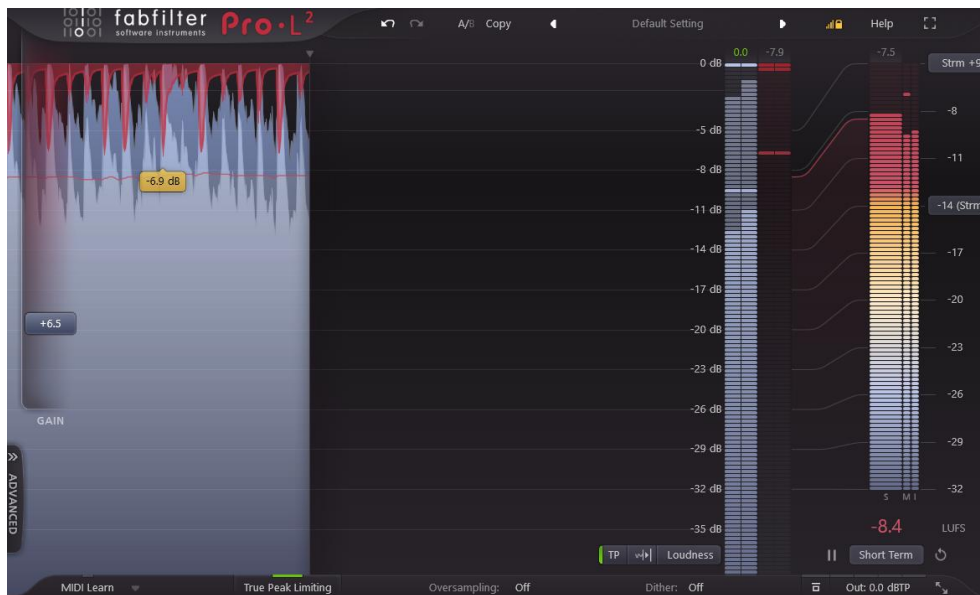 fabfilter Pro·L²
software instruments
A/B Copy Default Setting Help
0.0 -7.9 -7.5
0 dB
-5 dB
-8 dB
-11 dB
-14 dB
-17 dB
-20 dB
-23 dB
-26 dB
-29 dB
-32 dB
-35 dB
Strm +9
-8
-11
-14 (Strm
-17
-20
-23
-26
-29
-32
-6.9 dB
+6.5
GAIN
ADVANCED
S M I
-8.4 LUFS
TP Loudness Short Term
MIDI Learn True Peak Limiting Oversampling: Off Dither: Off Out: 0.0 dBTP